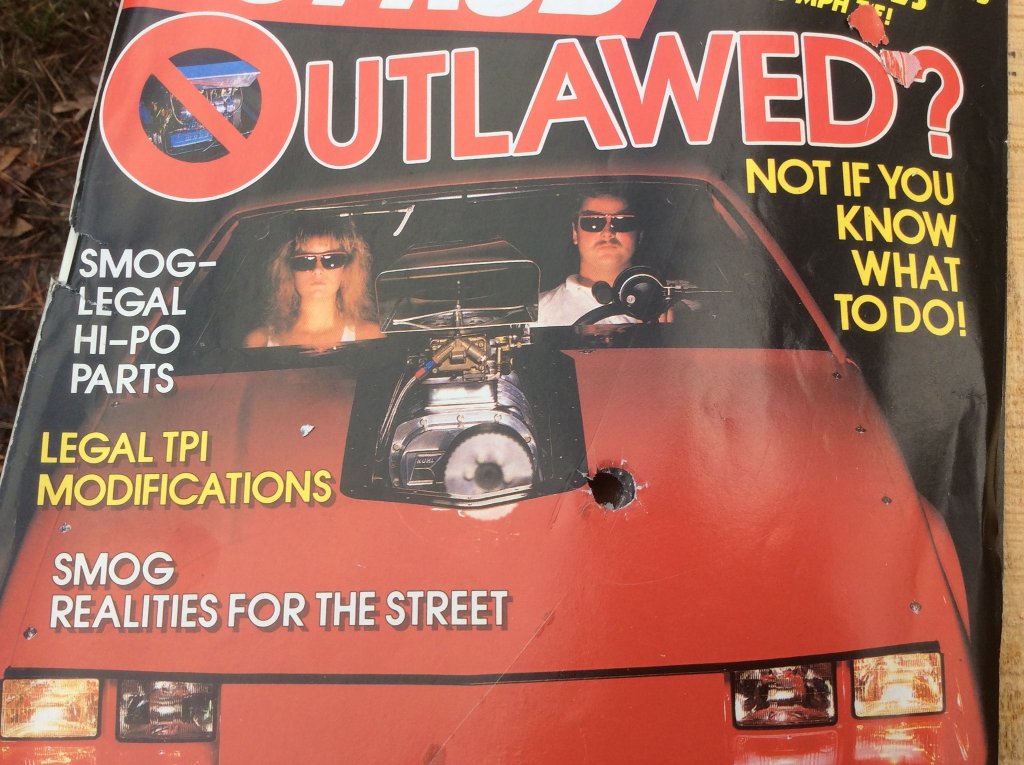 MPH
OUTLAWED?
NOT IF YOU
KNOW
WHAT
TO DO!
SMOG-
LEGAL
HI-PO
PARTS
LEGAL TPI
MODIFICATIONS
SMOG
REALITIES FOR THE STREET